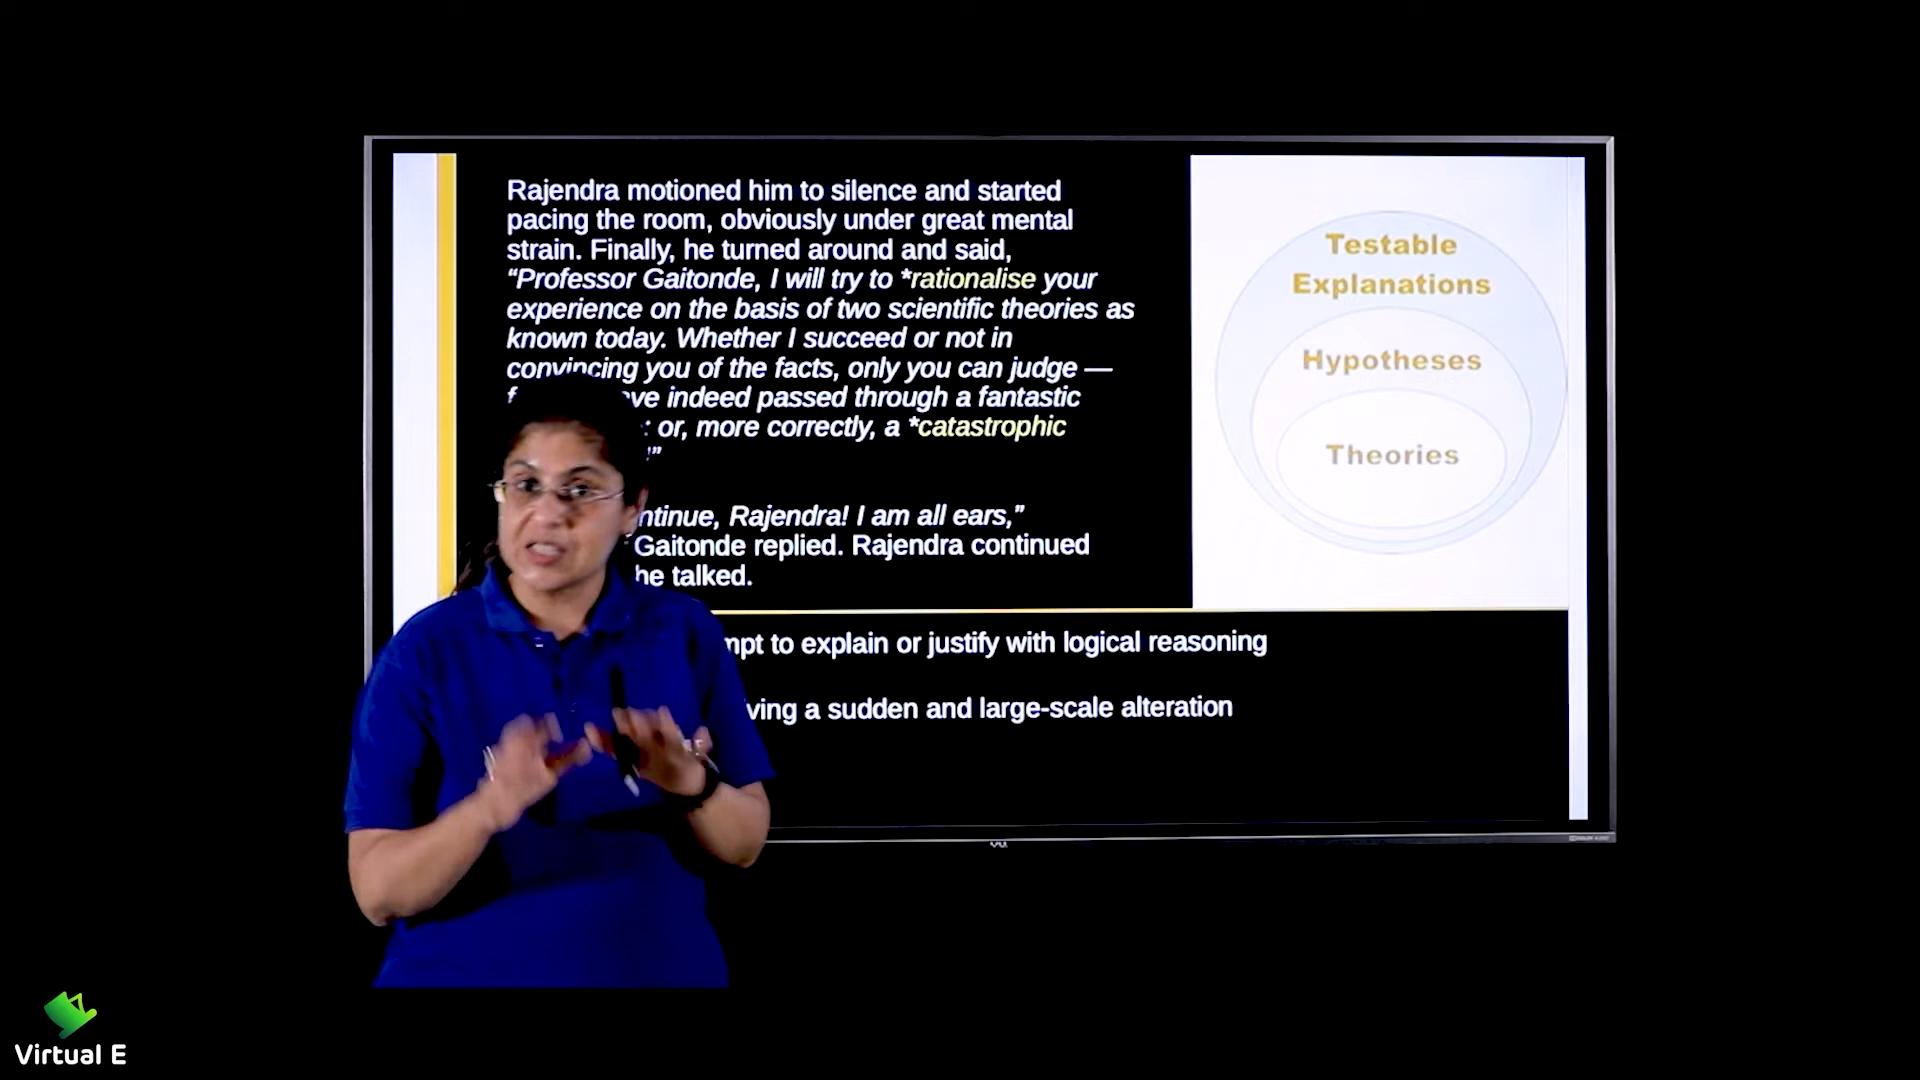 Rajendra motioned him to silence and started
pacing the room, obviously under great mental
strain. Finally, he turned around and said,
“Professor Gaitonde, I will try to *rationalise your
experience on the basis of two scientific theories as
known today. Whether I succeed or not in
convincing you of the facts, only you can judge —
indeed passed through a fantastic
or, more correctly, a *catastrophic
”
Rajendra! I am all ears,”
Gaitonde replied. Rajendra continued
he talked.
to explain or justify with logical reasoning
a sudden and large-scale alteration
Testable
Explanations
Hypotheses
Theories
Virtual E